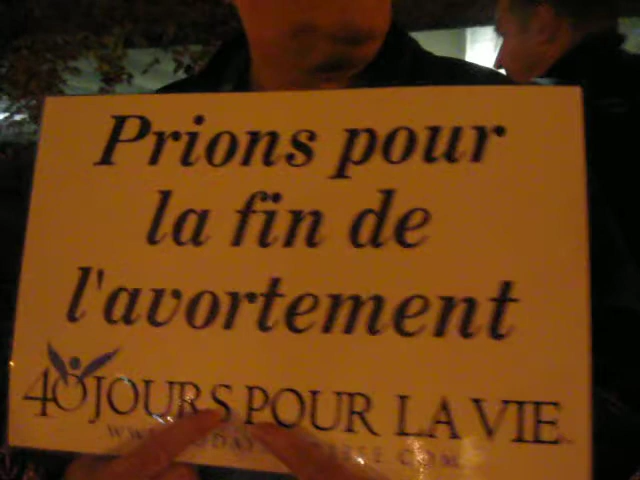 Prions pour
la fin de
l'avortement
40 JOURS POUR LA VIE